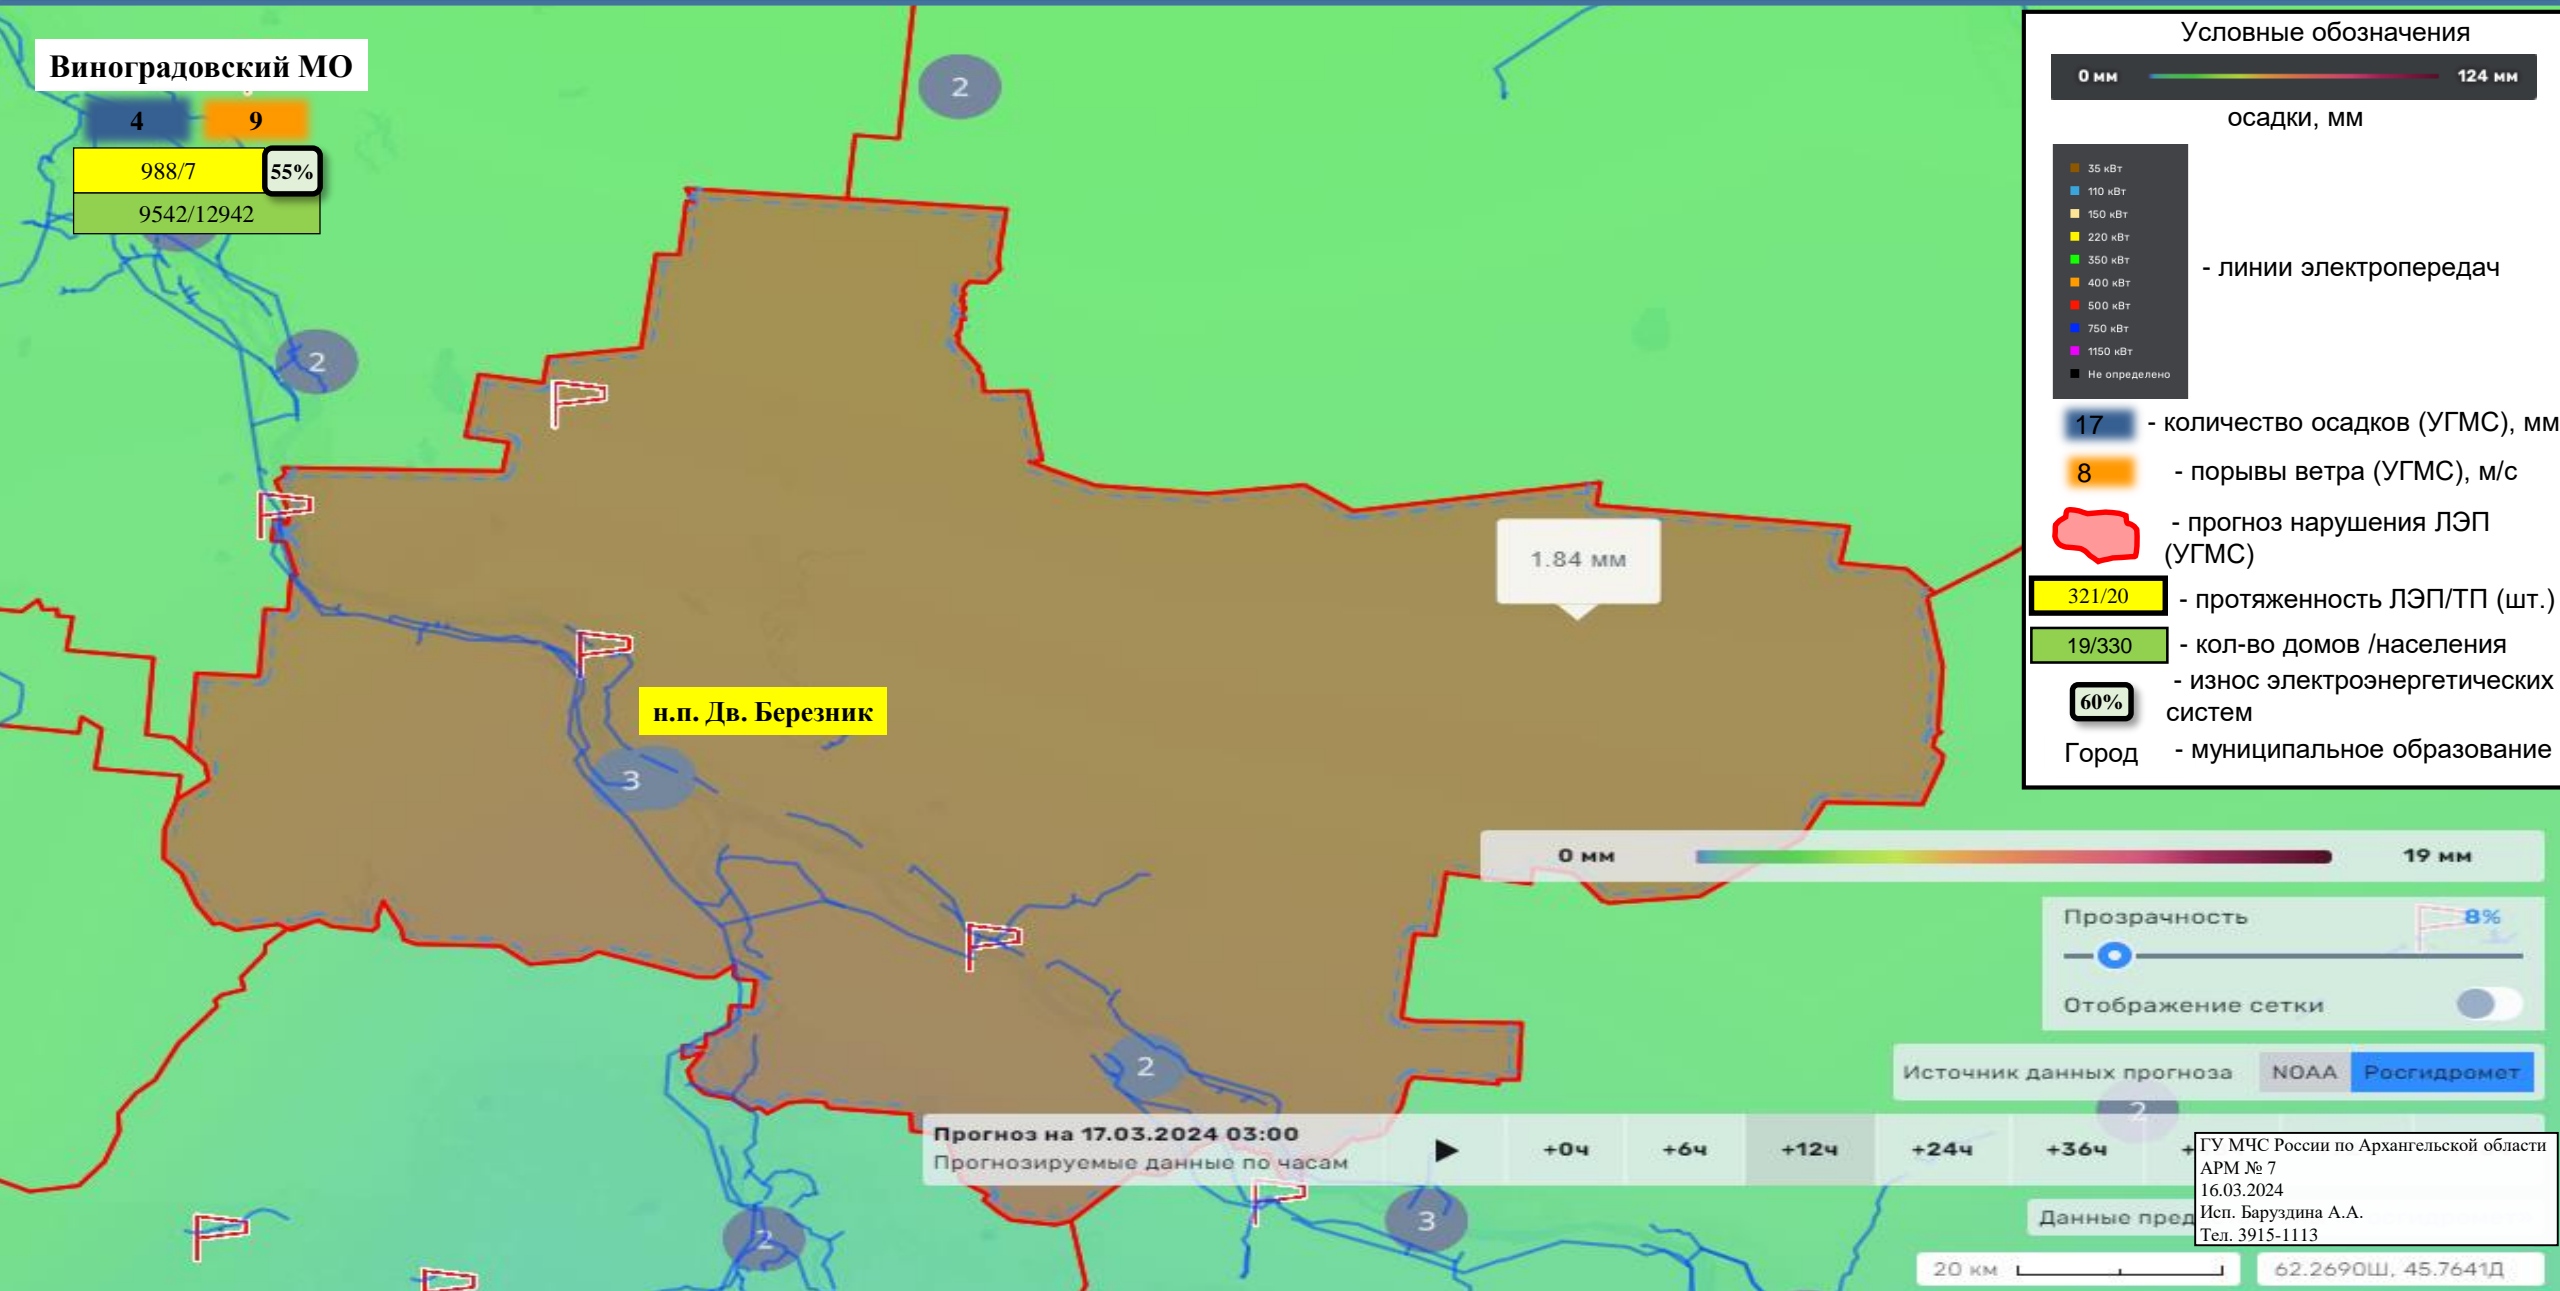 Виноградовский МО
4
9
988/7
55%
9542/12942
2
2
1.84 мм
н.п. Дв. Березник
3
2
2
3
2
Условные обозначения
0 мм
124 мм
осадки, мм
35 кВт
110 кВт
150 кВт
220 кВт
350 кВт
400 кВт
500 кВт
750 кВт
1150 кВт
Не определено
- линии электропередач
17
- количество осадков (УГМС), мм
8
- порывы ветра (УГМС), м/с
- прогноз нарушения ЛЭП
(УГМС)
321/20
- протяженность ЛЭП/ТП (шт.)
19/330
- кол-во домов /населения
60%
- износ электроэнергетических
систем
Город
- муниципальное образование
0 мм
19 мм
Прозрачность
8%
Отображение сетки
Источник данных прогноза
NOAA
Росгидромет
Прогноз на 17.03.2024 03:00
Прогнозируемые данные по часам
+0ч
+6ч
+12ч
+24ч
+36ч
+
Данные пред
ГУ МЧС России по Архангельской области
АРМ № 7
16.03.2024
Исп. Баруздина А.А.
Тел. 3915-1113
20 км
62.2690Ш, 45.7641Д